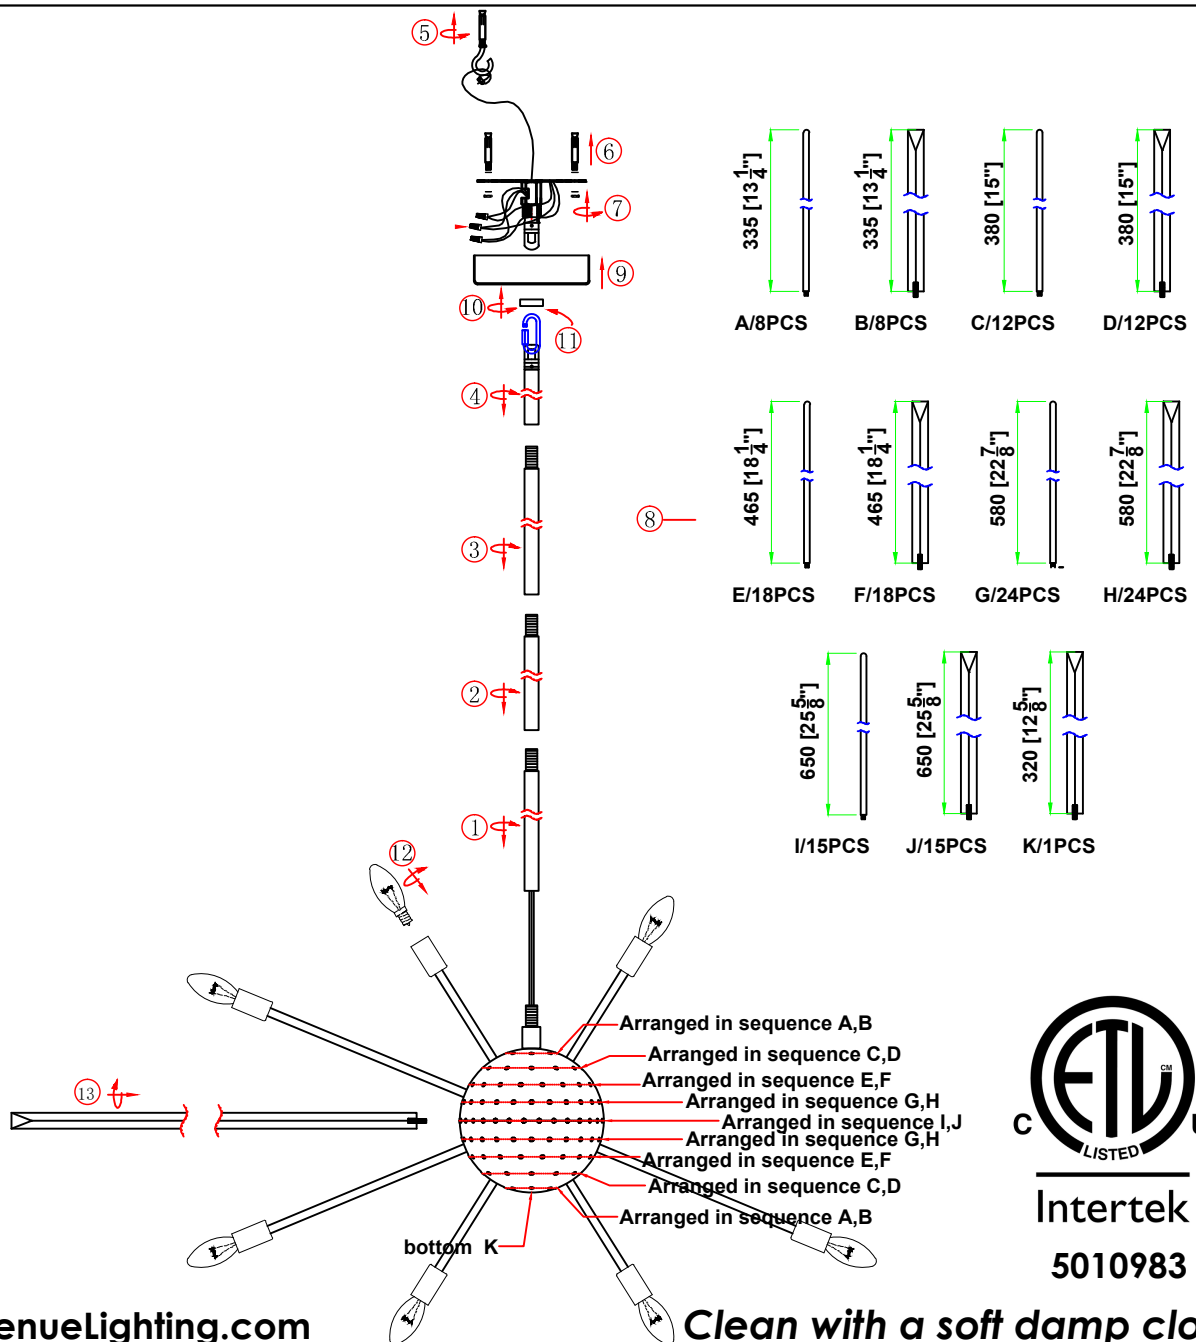 5
6
7
9
10
11
4
3
8
2
1
12
13
335 [13 1/4"]
335 [13 1/4"]
380 [15"]
380 [15"]
A/8PCS B/8PCS C/12PCS D/12PCS
465 [18 1/4"]
465 [18 1/4"]
580 [22 7/8"]
580 [22 7/8"]
E/18PCS F/18PCS G/24PCS H/24PCS
650 [25 5/8"]
650 [25 5/8"]
320 [12 5/8"]
I/15PCS J/15PCS K/1PCS
Arranged in sequence A,B
Arranged in sequence C,D
Arranged in sequence E,F
Arranged in sequence G,H
Arranged in sequence I,J
Arranged in sequence G,H
Arranged in sequence E,F
Arranged in sequence C,D
Arranged in sequence A,B
bottom K
ETL
CM
LISTED
C
Intertek
5010983
enueLighting.com
Clean with a soft damp clo